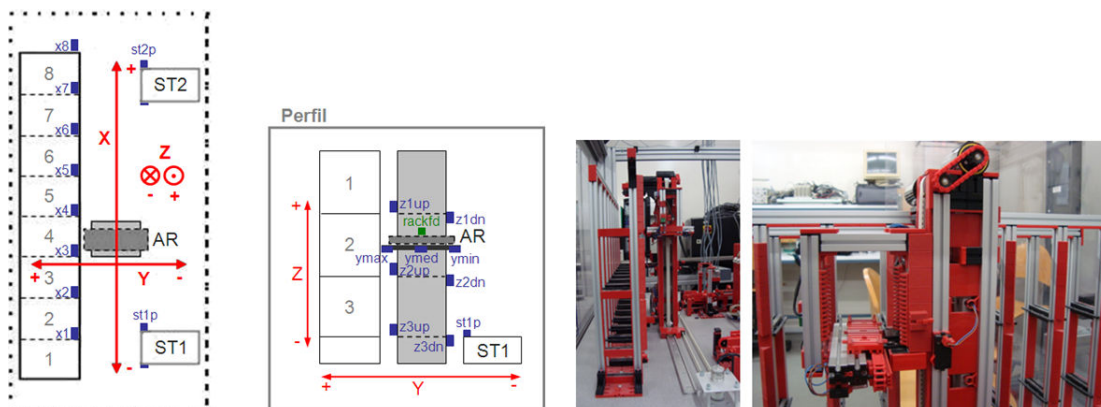 x8
st2p
8
+
ST2
x7
7
x6
X
6
Z
x5
- +
5
x4
4
AR
x3
+ Y -
3
x2
2
st1p
x1
ST1
1
-
Perfil
1
+
z1up
z1dn
rackfd
AR
2
ymax ymed ymin
Z
z2up
z2dn
3
z3up
st1p
-
z3dn
ST1
+ Y -